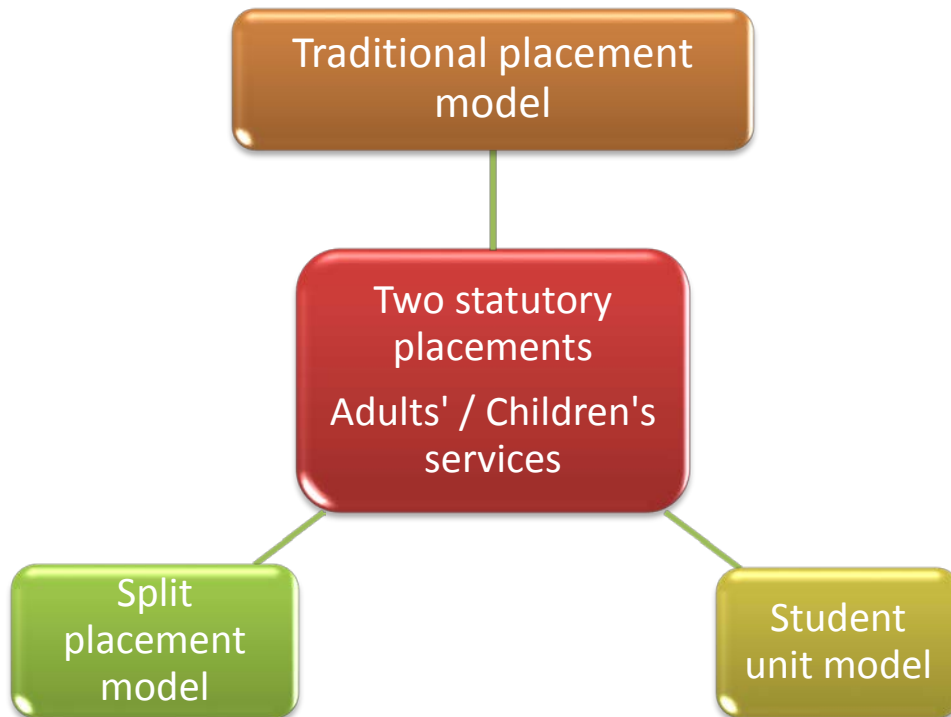 Traditional placement
model
Two statutory
placements
Adults' / Children's
services
Split
placement
model
Student
unit model